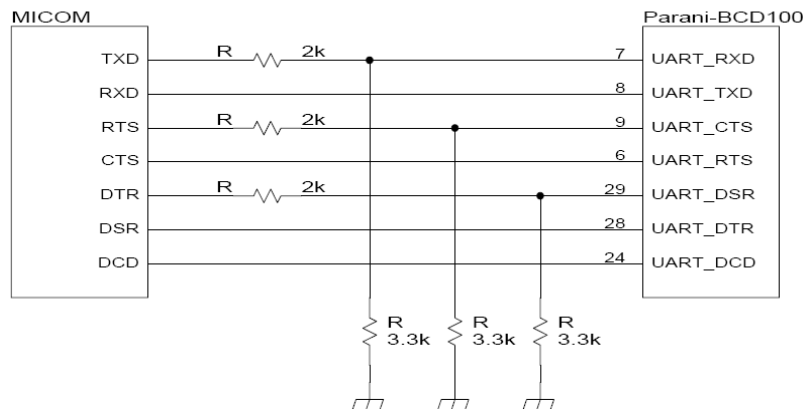 MICOM Parani-BCD100
TXD R 2k 7 UART_RXD
RXD 8 UART_TXD
RTS R 2k 9 UART_CTS
CTS 6 UART_RTS
DTR R 2k 29 UART_DSR
DSR 28 UART_DTR
DCD 24 UART_DCD
R R R
3.3k 3.3k 3.3k